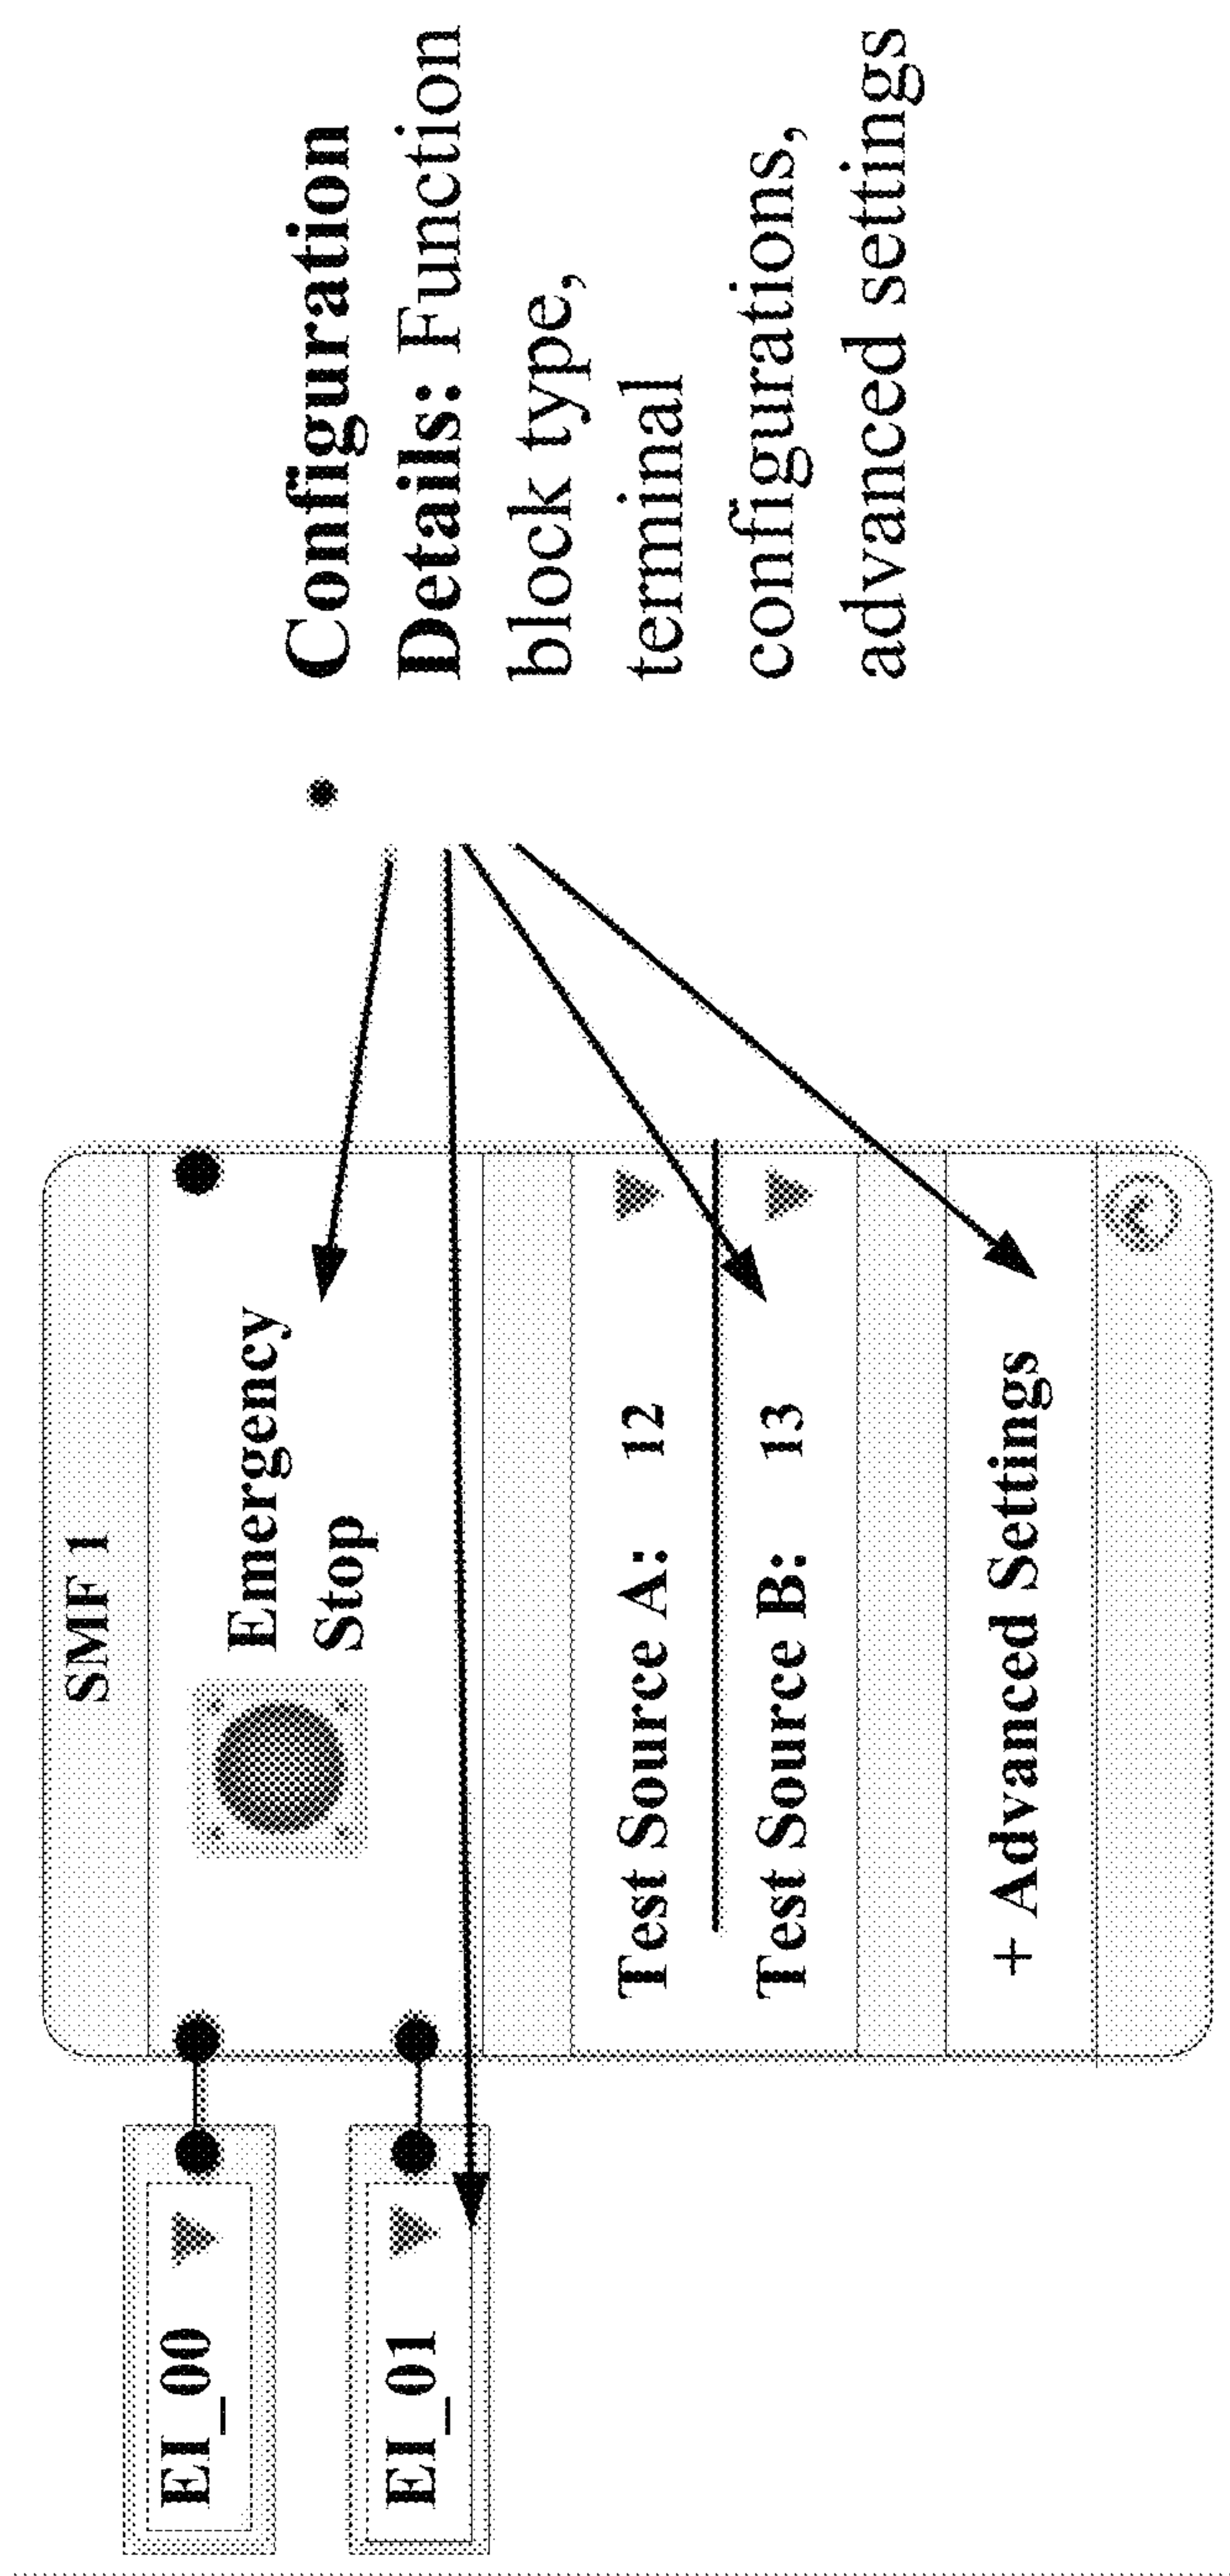 SMF 1
EI_00
EI_01
Emergency
Stop
Test Source A: 12
Test Source B: 13
+ Advanced Settings
• Configuration
Details: Function
block type,
terminal
configurations,
advanced settings